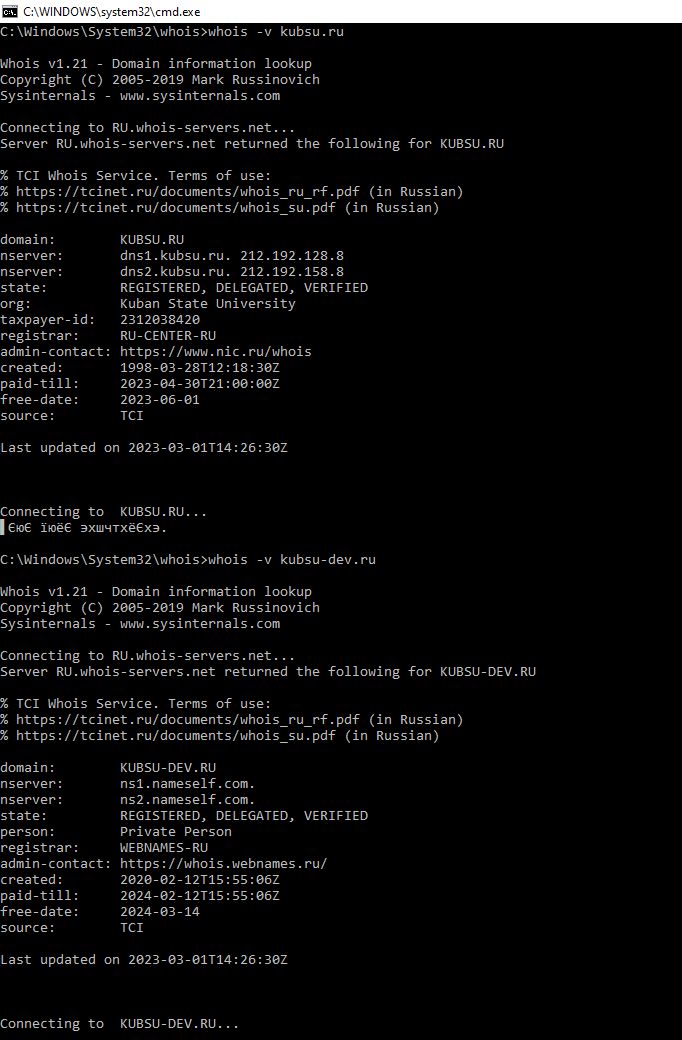 C:\WINDOWS\system32\cmd.exe
C:\Windows\System32\whois>whois -v kubsu.ru
Whois v1.21 - Domain information lookup
Copyright (C) 2005-2019 Mark Russinovich
Sysinternals - www.sysinternals.com
Connecting to RU.whois-servers.net...
Server RU.whois-servers.net returned the following for KUBSU.RU
% TCI Whois Service. Terms of use:
% https://tcinet.ru/documents/whois_ru_rf.pdf (in Russian)
% https://tcinet.ru/documents/whois_su.pdf (in Russian)
domain: KUBSU.RU
nserver: dns1.kubsu.ru. 212.192.128.8
nserver: dns2.kubsu.ru. 212.192.158.8
state: REGISTERED, DELEGATED, VERIFIED
org: Kuban State University
taxpayer-id: 2312038420
registrar: RU-CENTER-RU
admin-contact: https://www.nic.ru/whois
created: 1998-03-28T12:18:30Z
paid-till: 2023-04-30T21:00:00Z
free-date: 2023-06-01
source: TCI
Last updated on 2023-03-01T14:26:30Z
Connecting to KUBSU.RU...
▌ЄюЄ їюёЄ эхшчтхёЄхэ.
C:\Windows\System32\whois>whois -v kubsu-dev.ru
Whois v1.21 - Domain information lookup
Copyright (C) 2005-2019 Mark Russinovich
Sysinternals - www.sysinternals.com
Connecting to RU.whois-servers.net...
Server RU.whois-servers.net returned the following for KUBSU-DEV.RU
% TCI Whois Service. Terms of use:
% https://tcinet.ru/documents/whois_ru_rf.pdf (in Russian)
% https://tcinet.ru/documents/whois_su.pdf (in Russian)
domain: KUBSU-DEV.RU
nserver: ns1.nameself.com.
nserver: ns2.nameself.com.
state: REGISTERED, DELEGATED, VERIFIED
person: Private Person
registrar: WEBNAMES-RU
admin-contact: https://whois.webnames.ru/
created: 2020-02-12T15:55:06Z
paid-till: 2024-02-12T15:55:06Z
free-date: 2024-03-14
source: TCI
Last updated on 2023-03-01T14:26:30Z
Connecting to KUBSU-DEV.RU...